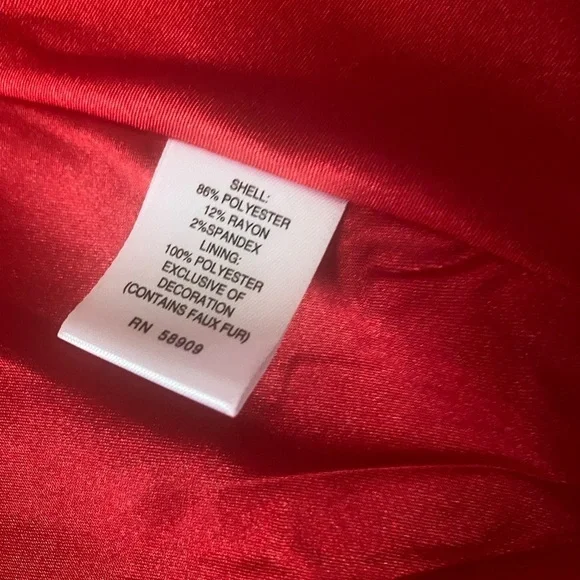 SHELL:
86% POLYESTER
12% RAYON
2%SPANDEX
LINING:
100% POLYESTER
EXCLUSIVE OF
DECORATION
(CONTAINS FAUX FUR)
RN 58909